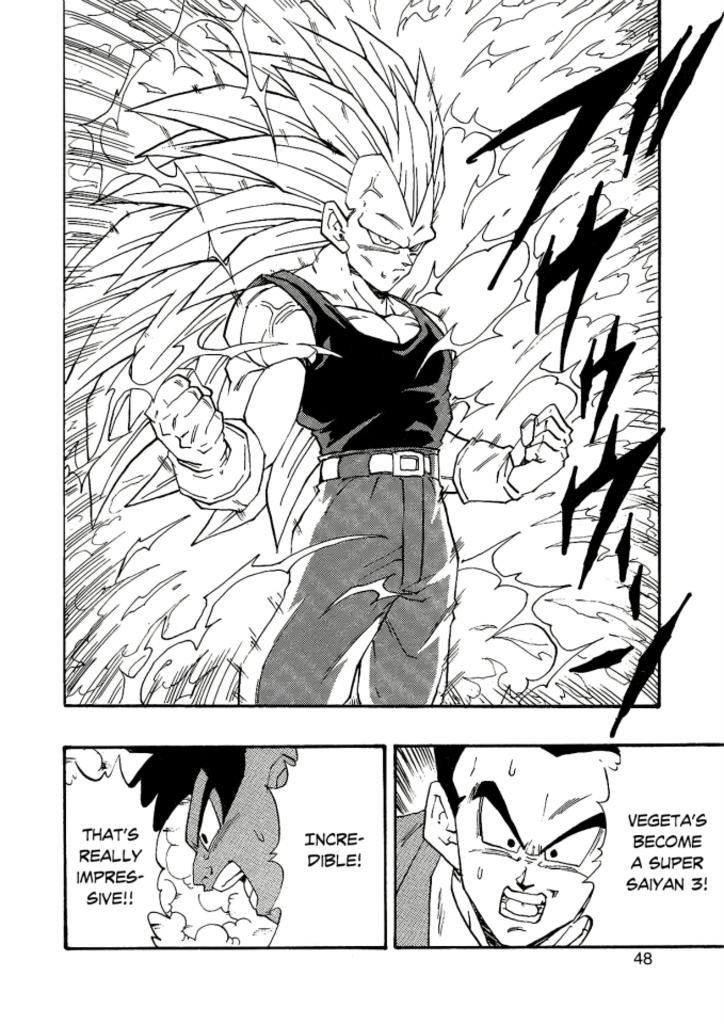 VEGETA'S
BECOME
A SUPER
SAIYAN 3!
INCRE-
DIBLE!
THAT'S
REALLY
IMPRES-
SIVE!!
48